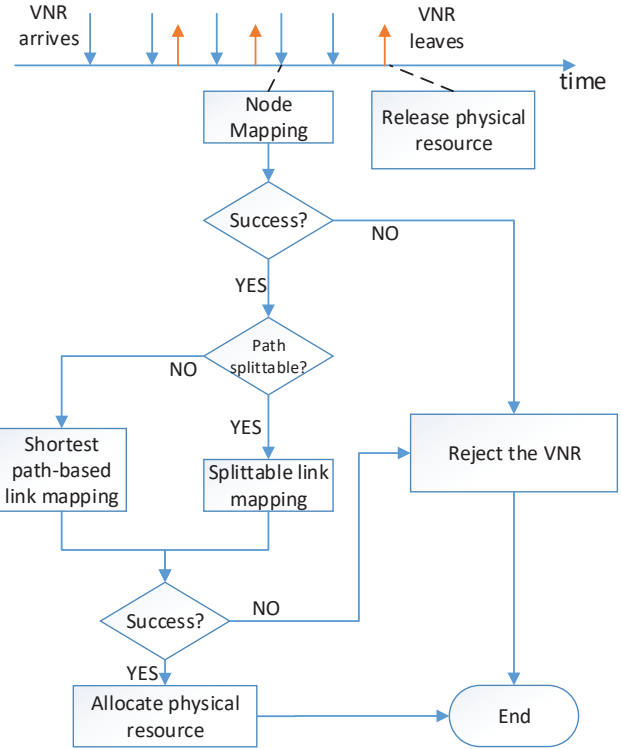 VNR
arrives
VNR
leaves
time
Node
Mapping
Release physical
resource
Success?
NO
YES
Path
splittable?
NO
YES
Shortest
path-based
link mapping
Splittable link
mapping
Reject the VNR
Success?
NO
YES
Allocate physical
resource
End